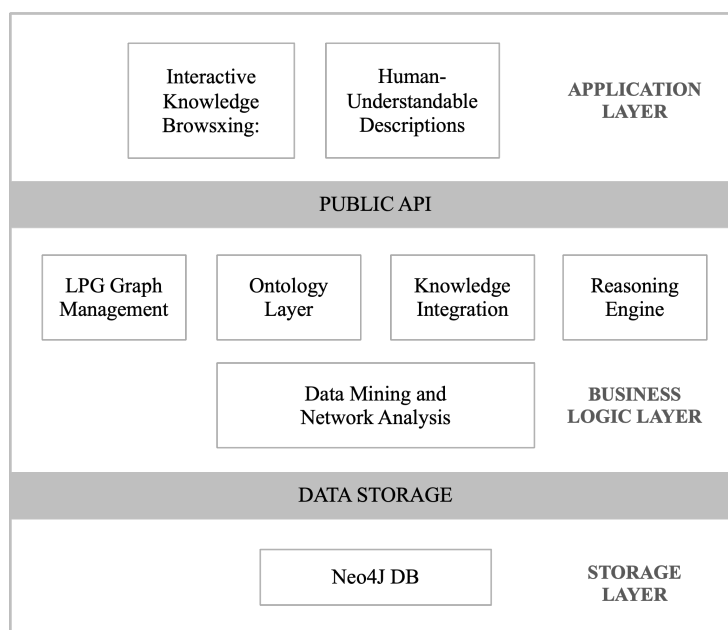 Interactive
Knowledge
Browsxing:
Human-
Understandable
Descriptions
APPLICATION
LAYER
PUBLIC API
LPG Graph
Management
Ontology
Layer
Knowledge
Integration
Reasoning
Engine
Data Mining and
Network Analysis
BUSINESS
LOGIC LAYER
DATA STORAGE
Neo4J DB
STORAGE
LAYER